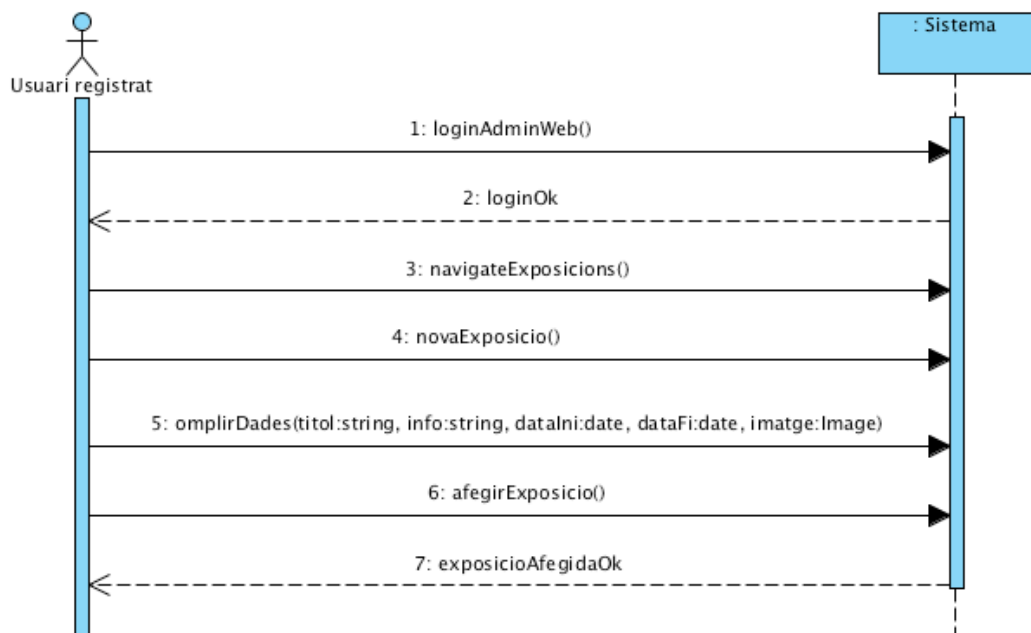 : Sistema
Usuari registrat
1: loginAdminWeb()
2: loginOk
3: navigateExposicions()
4: novaExposicio()
5: omplirDades(titol:string, info:string, dataIni:date, dataFi:date, imatge:Image)
6: afegirExposicio()
7: exposicioAfegidaOk